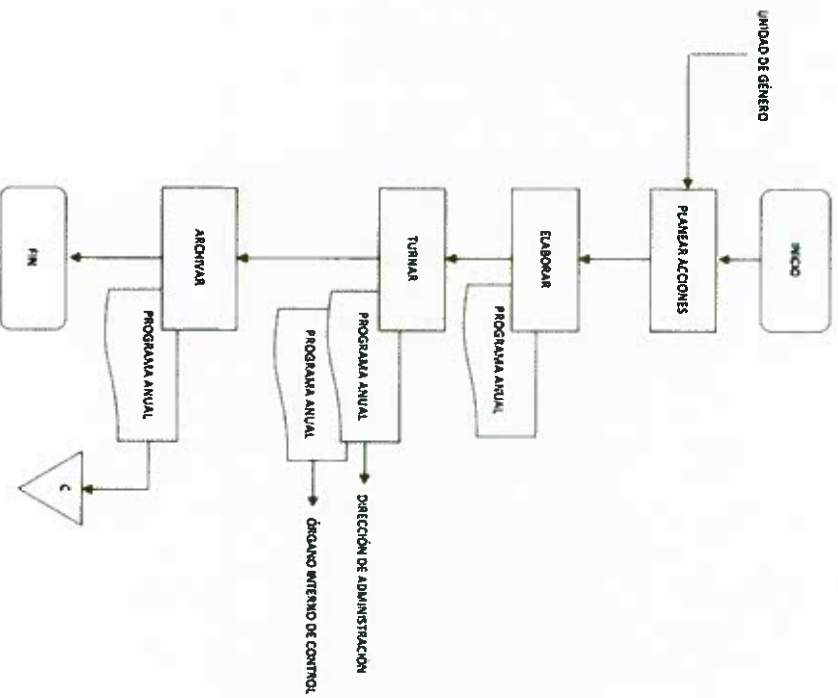 INICIO
UNIDAD DE GÉNERO
PLANEAR ACCIONES
ELABORAR
PROGRAMA ANUAL
TURNAR
PROGRAMA ANUAL
DIRECCIÓN DE ADMINISTRACIÓN
PROGRAMA ANUAL
ÓRGANO INTERNO DE CONTROL
ARCHIVAR
PROGRAMA ANUAL
C
FIN